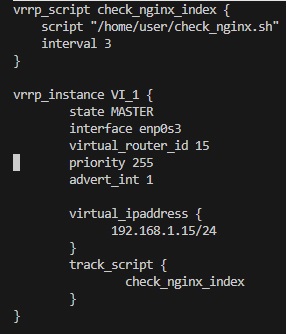 vrrp_script check_nginx_index {
    script "/home/user/check_nginx.sh"
    interval 3
}

vrrp_instance VI_1 {
        state MASTER
        interface enp0s3
        virtual_router_id 15
        priority 255
        advert_int 1

        virtual_ipaddress {
              192.168.1.15/24
        }
        track_script {
                check_nginx_index
        }
}